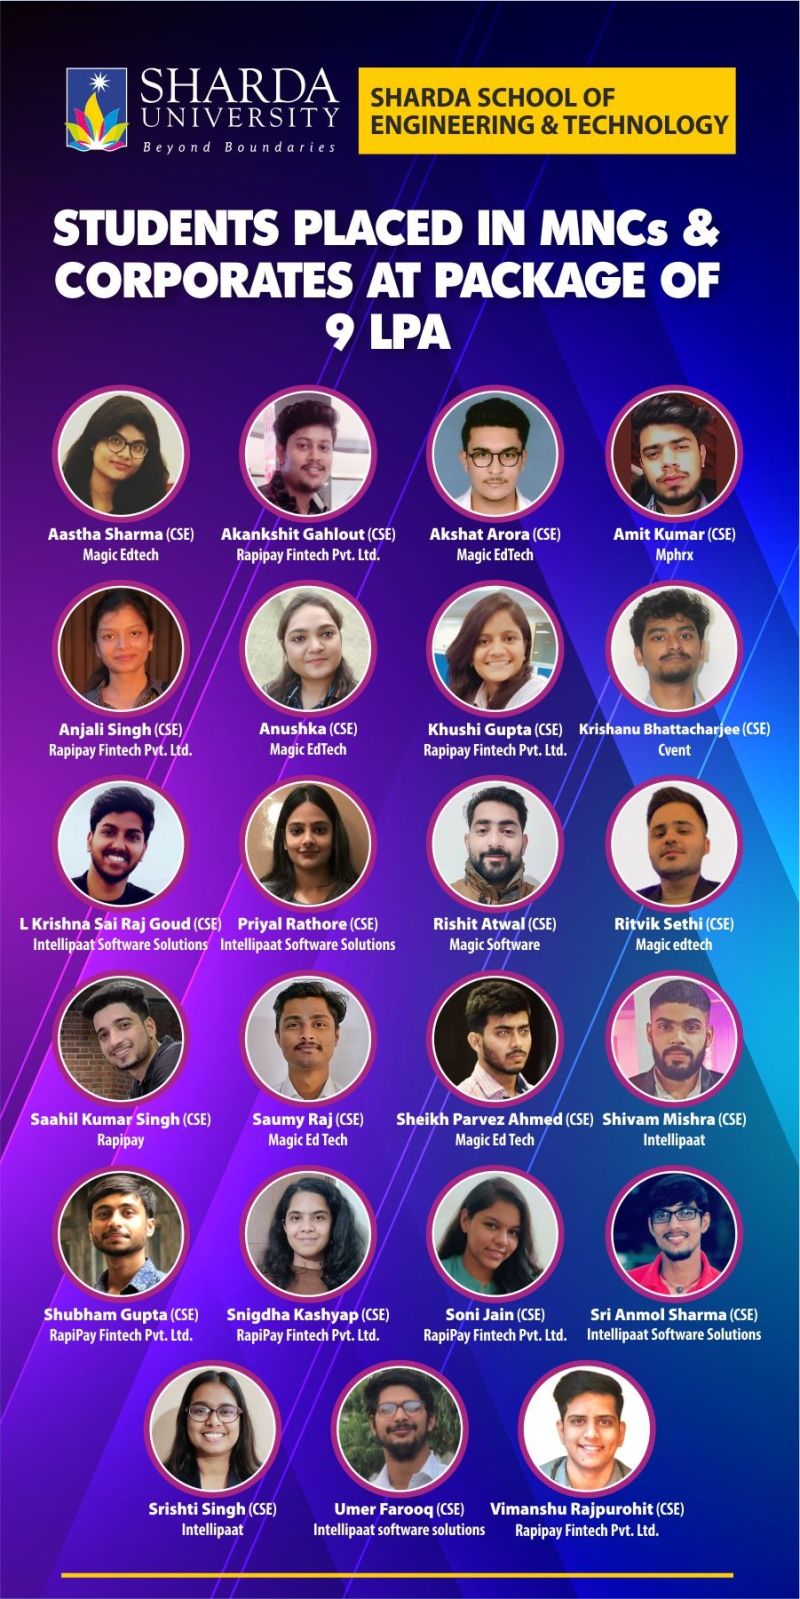 SHARDA
UNIVERSITY
Beyond Boundaries
SHARDA SCHOOL OF
ENGINEERING & TECHNOLOGY
STUDENTS PLACED IN MNCs &
CORPORATES AT PACKAGE OF
9 LPA
Aastha Sharma (CSE)
Magic Edtech
Akankshit Gahlout (CSE)
Rapipay Fintech Pvt. Ltd.
Akshat Arora (CSE)
Magic EdTech
Amit Kumar (CSE)
Mphrx
Anjali Singh (CSE)
Rapipay Fintech Pvt. Ltd.
Anushka (CSE)
Magic EdTech
Khushi Gupta (CSE)
Rapipay Fintech Pvt. Ltd.
Krishanu Bhattacharjee (CSE)
Cvent
L Krishna Sai Raj Goud (CSE)
Intellipaat Software Solutions
Priyal Rathore (CSE)
Intellipaat Software Solutions
Rishit Atwal (CSE)
Magic Software
Ritvik Sethi (CSE)
Magic edtech
Saahil Kumar Singh (CSE)
Rapipay
Saumy Raj (CSE)
Magic Ed Tech
Sheikh Parvez Ahmed (CSE)
Magic Ed Tech
Shivam Mishra (CSE)
Intellipaat
Shubham Gupta (CSE)
RapiPay Fintech Pvt. Ltd.
Snigdha Kashyap (CSE)
RapiPay Fintech Pvt. Ltd.
Soni Jain (CSE)
RapiPay Fintech Pvt. Ltd.
Sri Anmol Sharma (CSE)
Intellipaat Software Solutions
Srishti Singh (CSE)
Intellipaat
Umer Farooq (CSE)
Intellipaat software solutions
Vimanshu Rajpurohit (CSE)
Rapipay Fintech Pvt. Ltd.